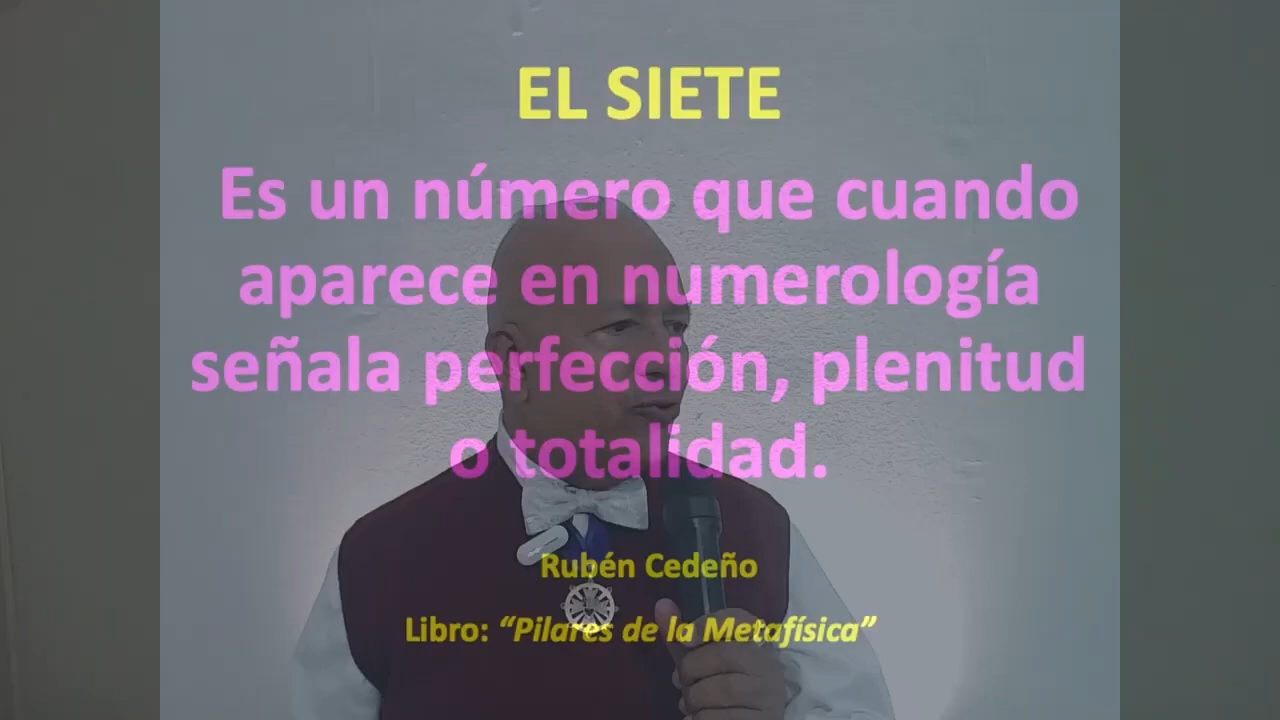 EL SIETE
Es un número que cuando
aparece en numerología
señala perfección, plenitud
o totalidad.
Rubén Cedeño
Libro: “Pilares de la Metafísica”